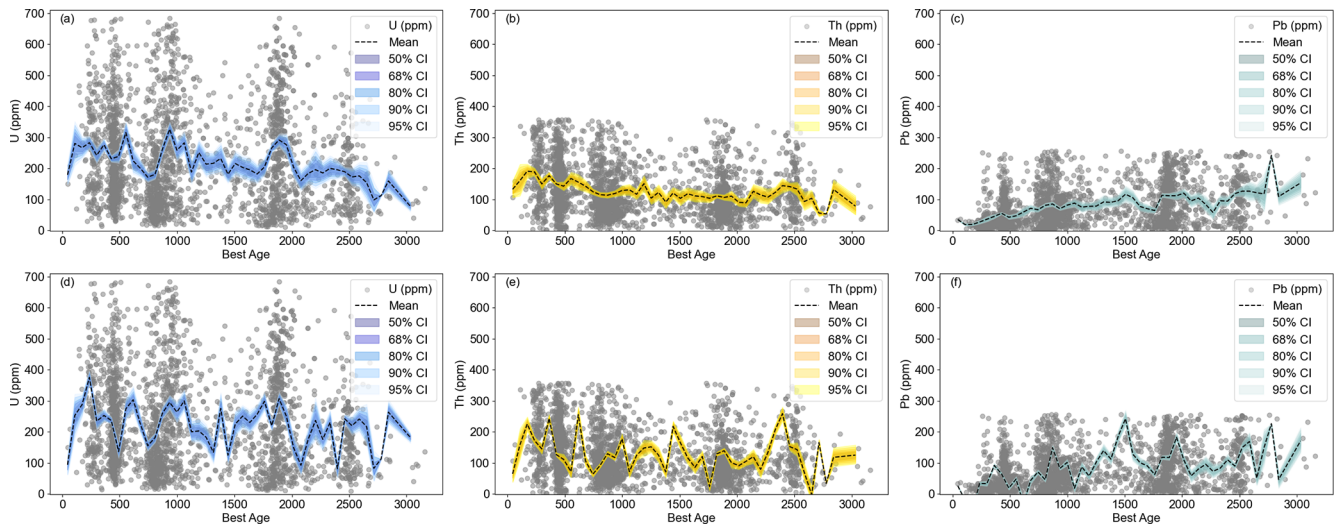 (a)
U (ppm)
Mean
50% CI
68% CI
80% CI
90% CI
95% CI
700
600
500
400
300
200
100
0
U (ppm)
0 500 1000 1500 2000 2500 3000
Best Age
(b)
Th (ppm)
Mean
50% CI
68% CI
80% CI
90% CI
95% CI
700
600
500
400
300
200
100
0
Th (ppm)
0 500 1000 1500 2000 2500 3000
Best Age
(c)
Pb (ppm)
Mean
50% CI
68% CI
80% CI
90% CI
95% CI
700
600
500
400
300
200
100
0
Pb (ppm)
0 500 1000 1500 2000 2500 3000
Best Age
(d)
U (ppm)
Mean
50% CI
68% CI
80% CI
90% CI
95% CI
700
600
500
400
300
200
100
0
U (ppm)
0 500 1000 1500 2000 2500 3000
Best Age
(e)
Th (ppm)
Mean
50% CI
68% CI
80% CI
90% CI
95% CI
700
600
500
400
300
200
100
0
Th (ppm)
0 500 1000 1500 2000 2500 3000
Best Age
(f)
Pb (ppm)
Mean
50% CI
68% CI
80% CI
90% CI
95% CI
700
600
500
400
300
200
100
0
Pb (ppm)
0 500 1000 1500 2000 2500 3000
Best Age